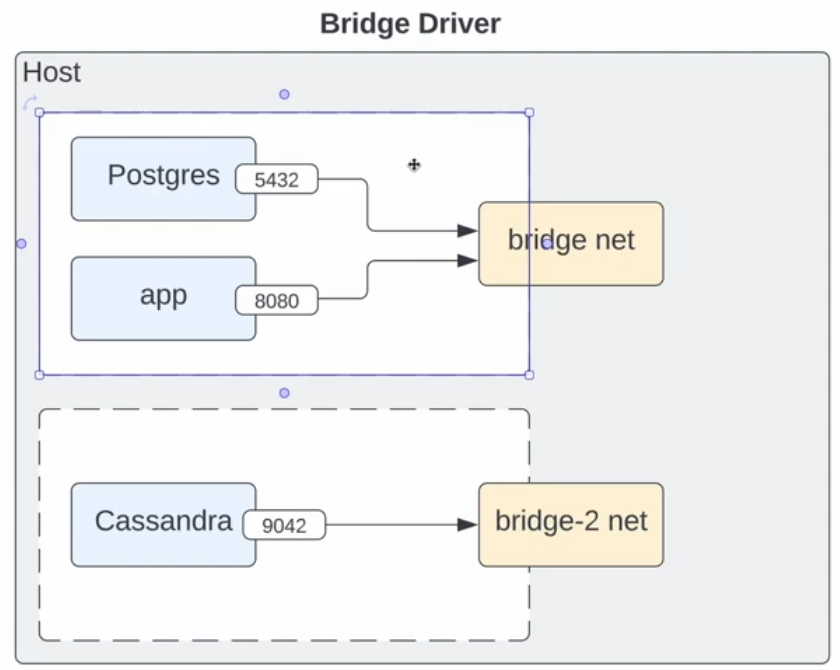 Bridge Driver
Host
Postgres
5432
bridge net
app
8080
Cassandra
9042
bridge-2 net